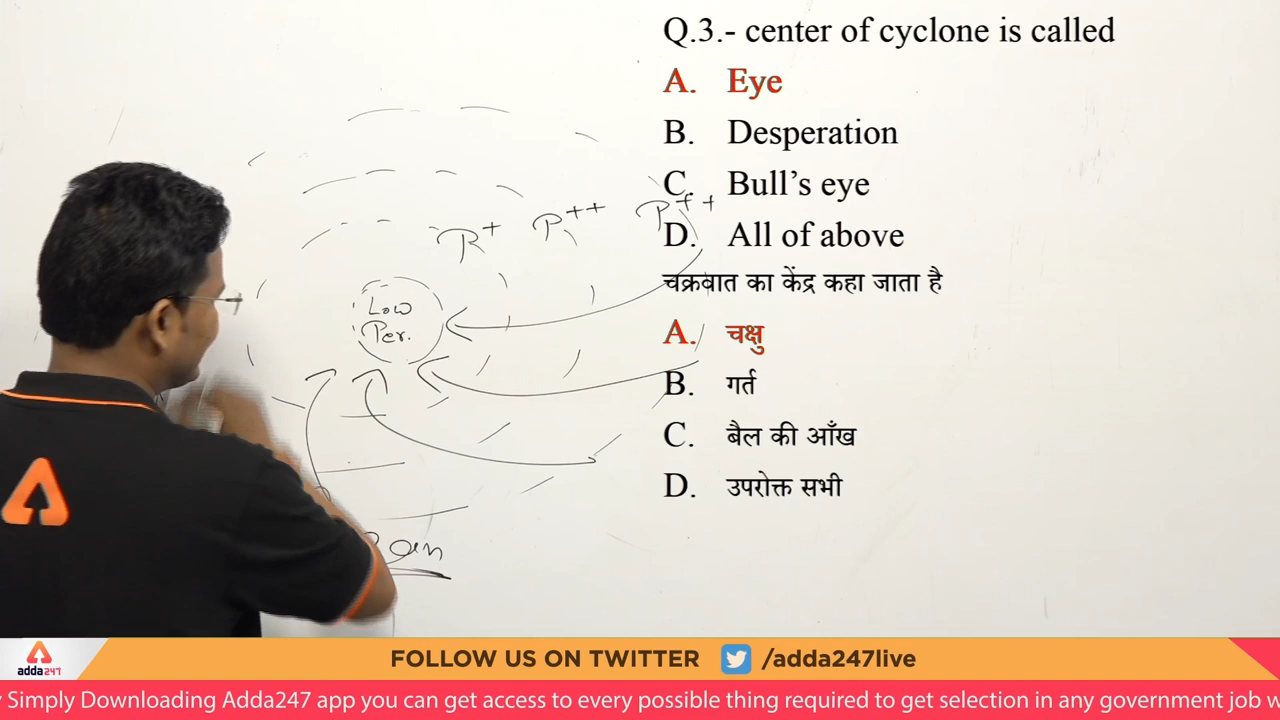 Q.3.- center of cyclone is called
A. Eye
B. Desperation
C. Bull's eye
D. All of above
चक्रवात का केंद्र कहा जाता है
A. चक्षु
B. गर्त
C. बैल की आँख
D. उपरोक्त सभी
P+ P++ P++
Low
Per.
adda247
FOLLOW US ON TWITTER /adda247live
Simply Downloading Adda247 app you can get access to every possible thing required to get selection in any government job